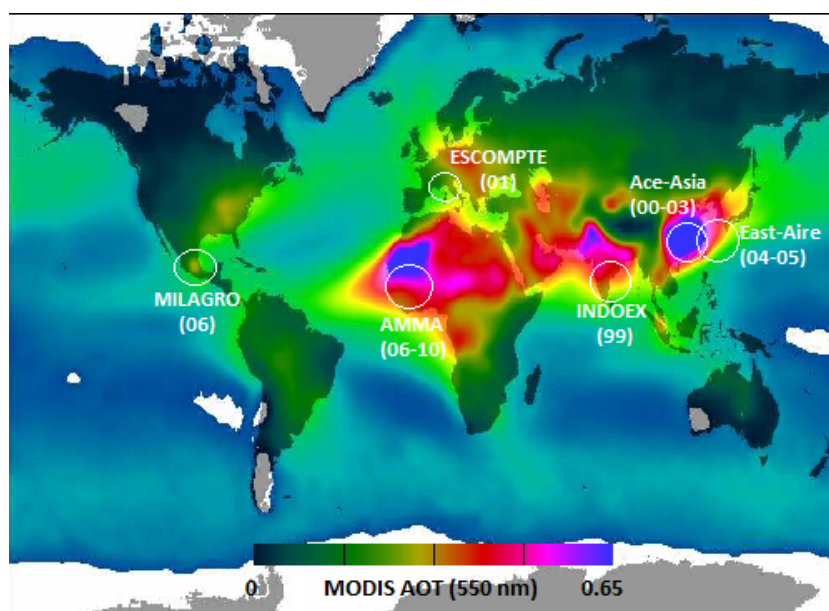 ESCOMPTE
(01)
Ace-Asia
(00-03)
East-Aire
(04-05)
MILAGRO
(06)
AMMA
(06-10)
INDOEX
(99)
0 MODIS AOT (550 nm) 0.65